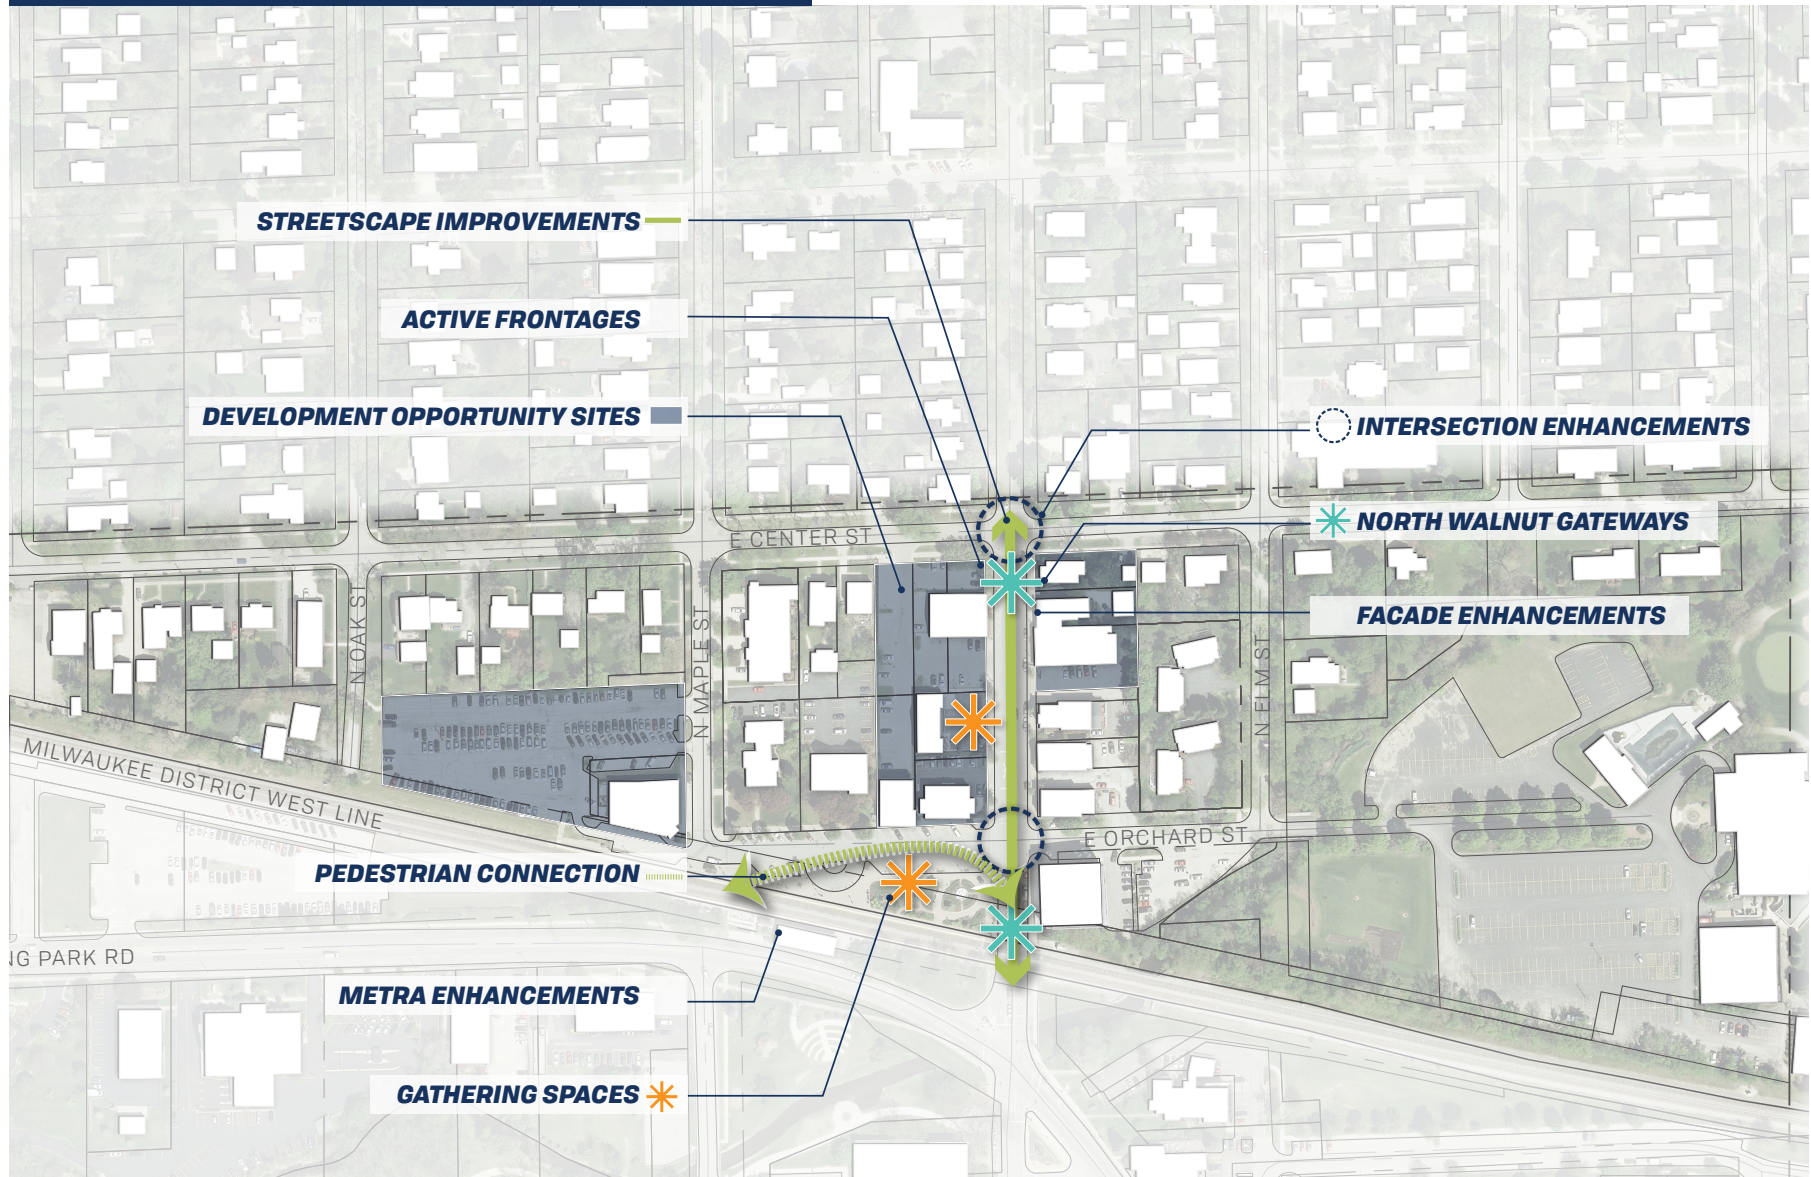 STREETSCAPE IMPROVEMENTS
ACTIVE FRONTAGES
DEVELOPMENT OPPORTUNITY SITES
INTERSECTION ENHANCEMENTS
NORTH WALNUT GATEWAYS
E CENTER ST
FACADE ENHANCEMENTS
N OAK ST
N MAPLE ST
N ELM ST
MILWAUKEE DISTRICT WEST LINE
E ORCHARD ST
PEDESTRIAN CONNECTION
NG PARK RD
METRA ENHANCEMENTS
GATHERING SPACES